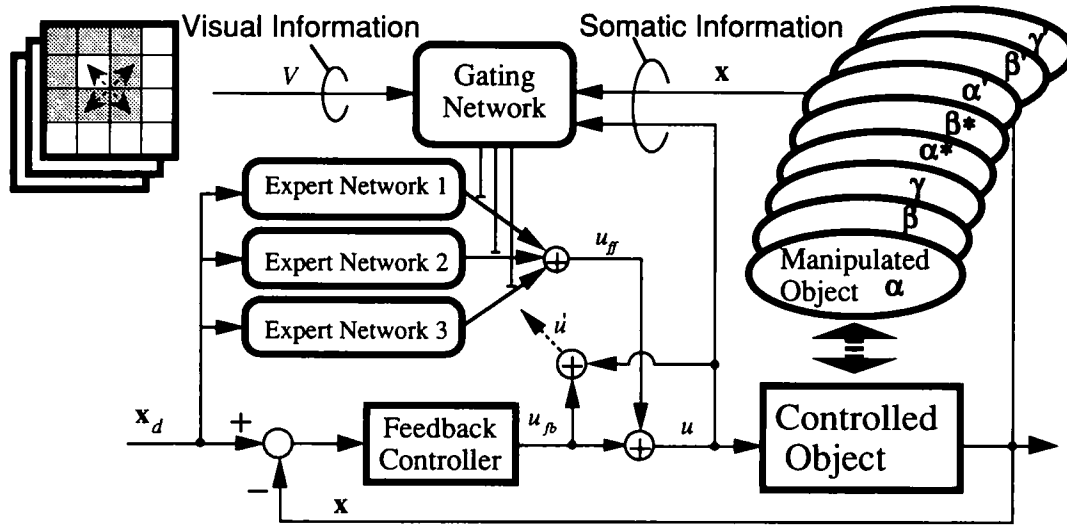 Visual Information
Somatic Information
V
Gating
Network
x
γ'
β'
α'
β*
α*
γ
β
Manipulated
Object α
Expert Network 1
Expert Network 2
Expert Network 3
+
u_ff
u'
+
x_d
+
−
Feedback
Controller
u_fb
+
u
Controlled
Object
x